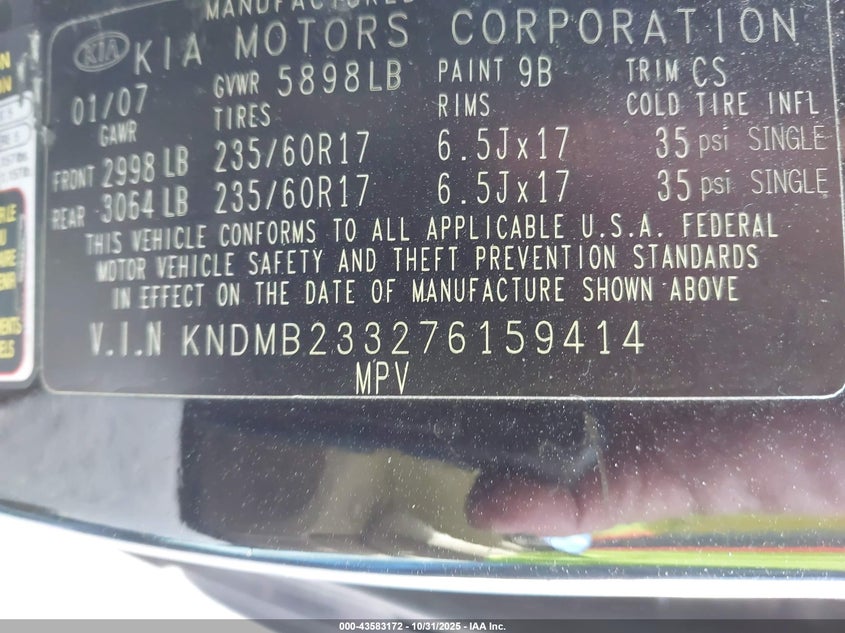 MANUFACTURED
KIA KIA MOTORS CORPORATION
01/07 GVWR 5898LB PAINT 9B TRIM CS
GAWR TIRES RIMS COLD TIRE INFL
FRONT 2998 LB 235/60R17 6.5Jx17 35 psi SINGLE
REAR 3064 LB 235/60R17 6.5Jx17 35 psi SINGLE
THIS VEHICLE CONFORMS TO ALL APPLICABLE U.S.A. FEDERAL
MOTOR VEHICLE SAFETY AND THEFT PREVENTION STANDARDS
IN EFFECT ON THE DATE OF MANUFACTURE SHOWN ABOVE
V.I.N KNDMB233276159414
MPV
000-43583172 - 10/31/2025 - IAA Inc.